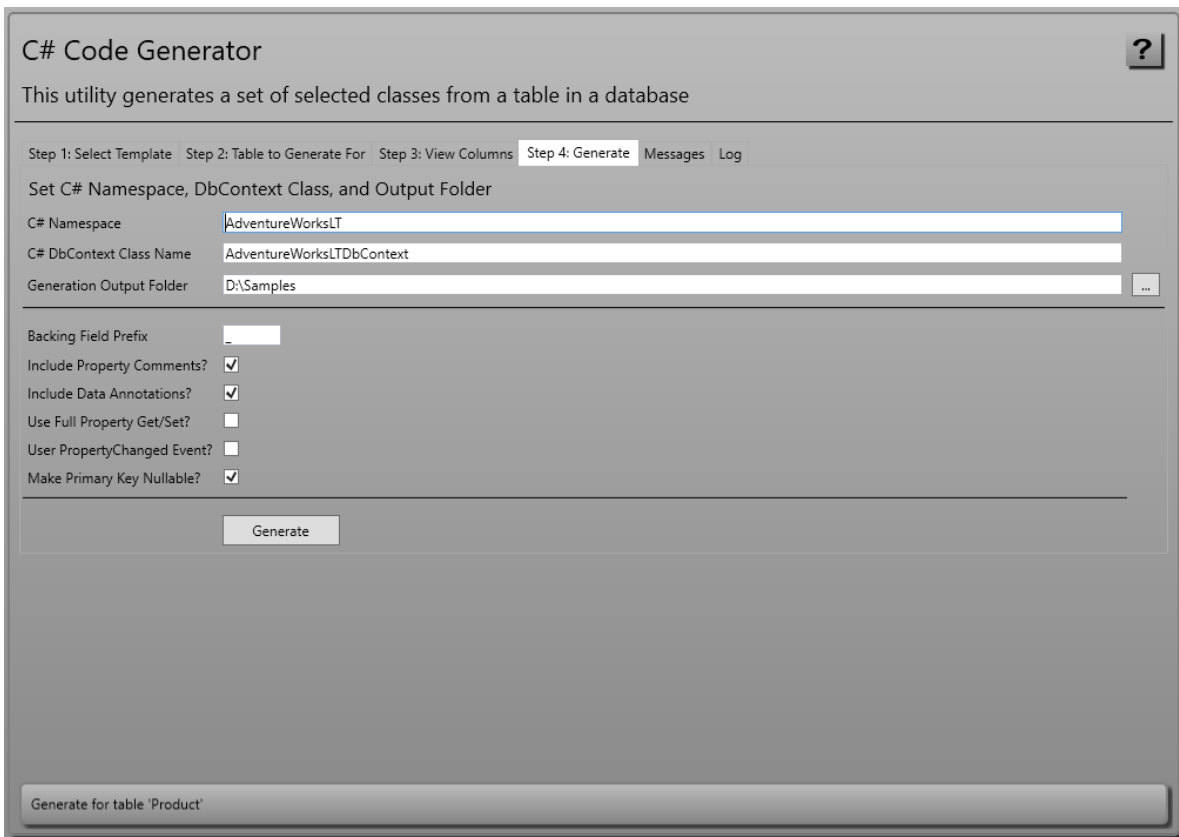 C# Code Generator
?
This utility generates a set of selected classes from a table in a database
Step 1: Select Template Step 2: Table to Generate For Step 3: View Columns Step 4: Generate Messages Log
Set C# Namespace, DbContext Class, and Output Folder
C# Namespace AdventureWorksLT
C# DbContext Class Name AdventureWorksLTDbContext
Generation Output Folder D:\Samples ...
Backing Field Prefix _
Include Property Comments?
Include Data Annotations?
Use Full Property Get/Set?
User PropertyChanged Event?
Make Primary Key Nullable?
Generate
Generate for table 'Product'